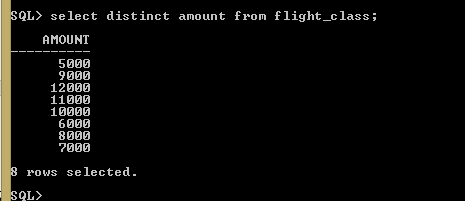 SQL> select distinct amount from flight_class;
AMOUNT
----------
5000
9000
12000
11000
10000
6000
8000
7000
8 rows selected.
SQL>